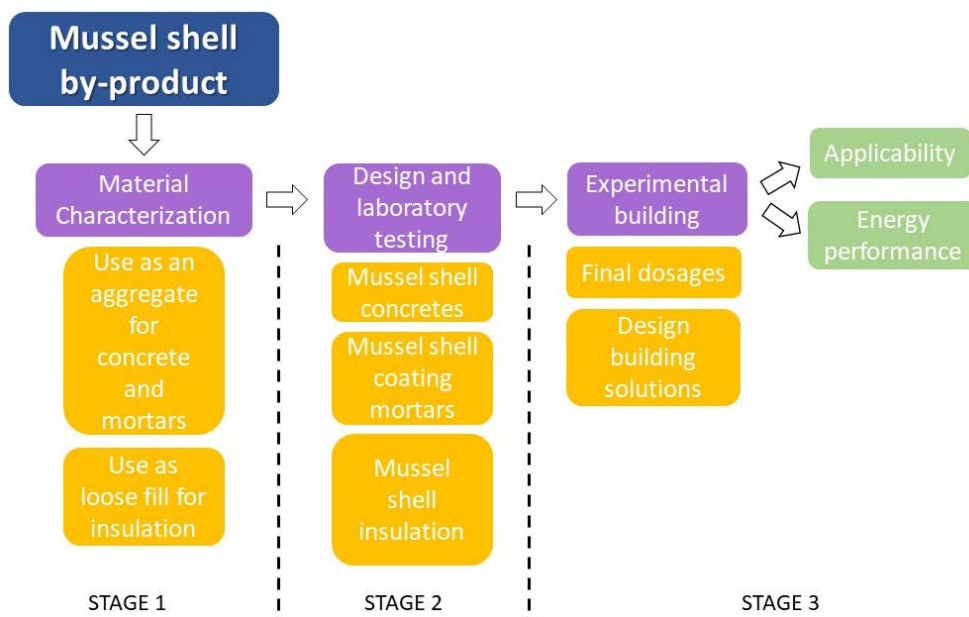 Mussel shell
by-product
Material
Characterization
Use as an
aggregate
for
concrete
and
mortars
Use as
loose fill for
insulation
STAGE 1
Design and
laboratory
testing
Mussel shell
concretes
Mussel shell
coating
mortars
Mussel
shell
insulation
STAGE 2
Experimental
building
Final dosages
Design
building
solutions
Applicability
Energy
performance
STAGE 3